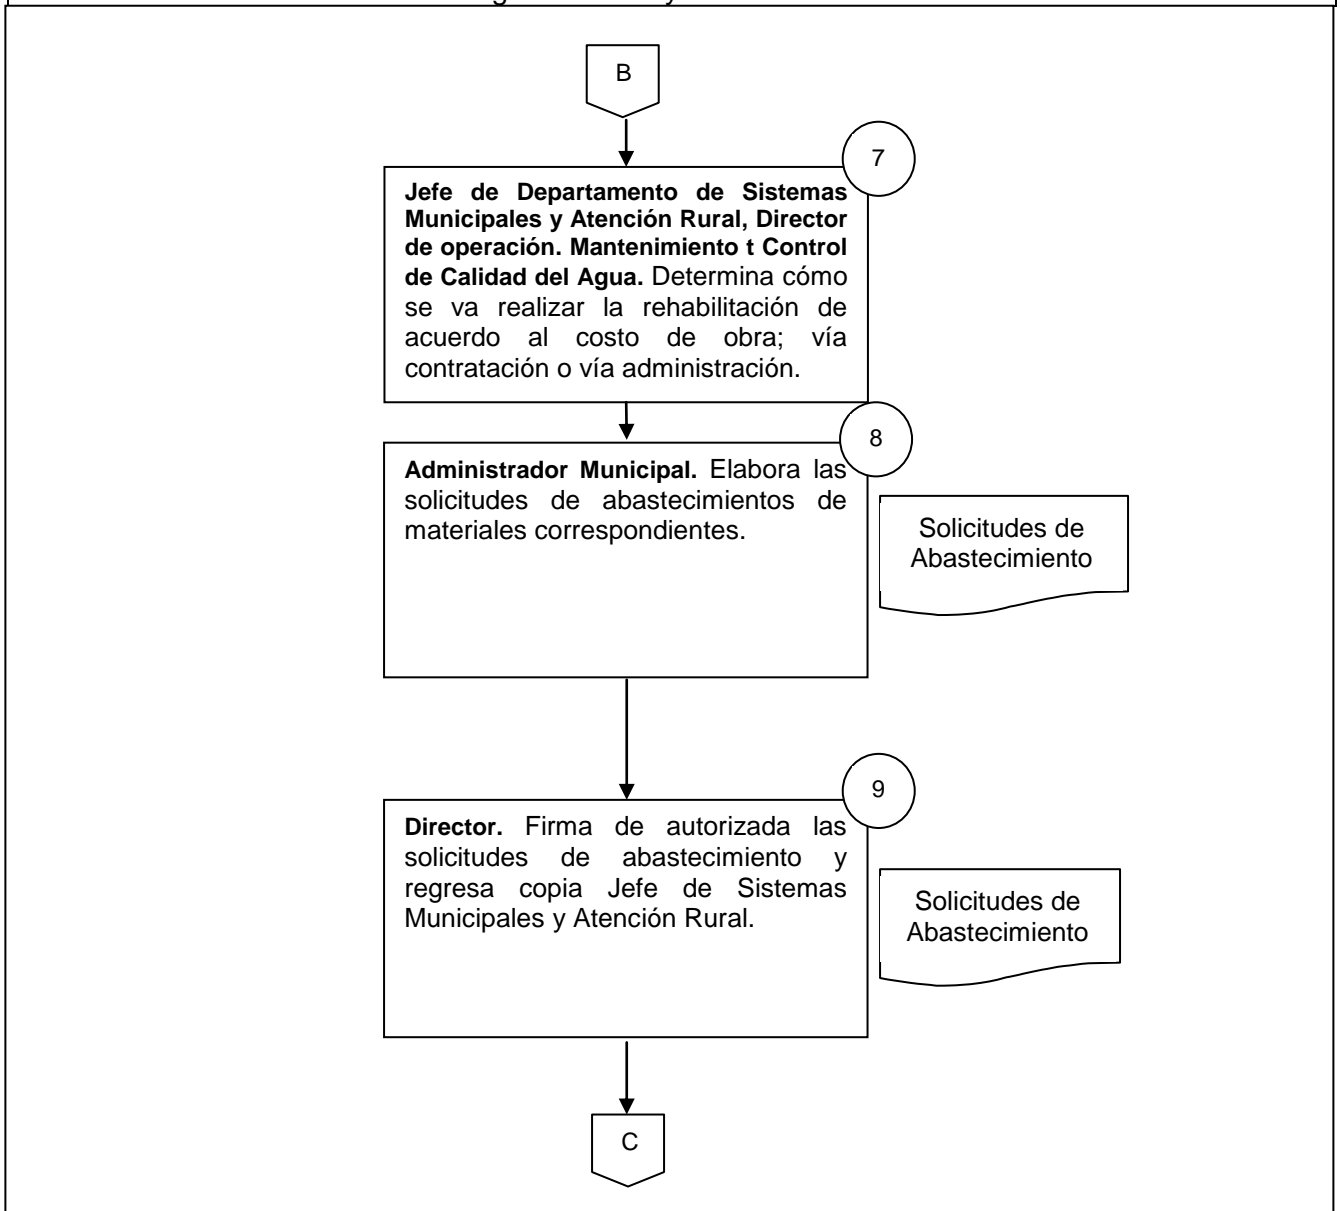 B
7
Jefe de Departamento de Sistemas
Municipales y Atención Rural, Director
de operación. Mantenimiento t Control
de Calidad del Agua. Determina cómo
se va realizar la rehabilitación de
acuerdo al costo de obra; vía
contratación o vía administración.
8
Administrador Municipal. Elabora las
solicitudes de abastecimientos de
materiales correspondientes.
Solicitudes de
Abastecimiento
9
Director. Firma de autorizada las
solicitudes de abastecimiento y
regresa copia Jefe de Sistemas
Municipales y Atención Rural.
Solicitudes de
Abastecimiento
C